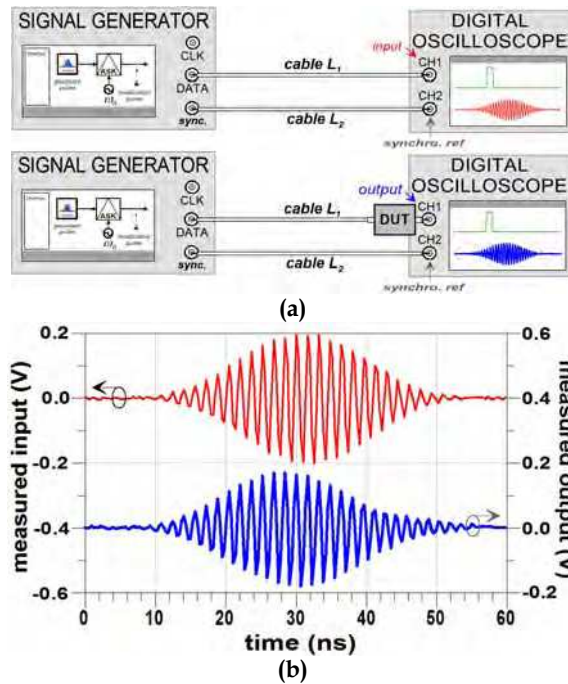 SIGNAL GENERATOR
CLK
DATA
sync.
cable L1
cable L2
input
DIGITAL
OSCILLOSCOPE
CH1
CH2
synchro. ref
SIGNAL GENERATOR
CLK
DATA
sync.
cable L1
cable L2
DUT
output
DIGITAL
OSCILLOSCOPE
CH1
CH2
synchro. ref
(a)
measured input (V)
0.2
0.0
-0.2
-0.4
-0.6
0.6
0.4
0.2
0.0
-0.2
measured output (V)
0 10 20 30 40 50 60
time (ns)
(b)